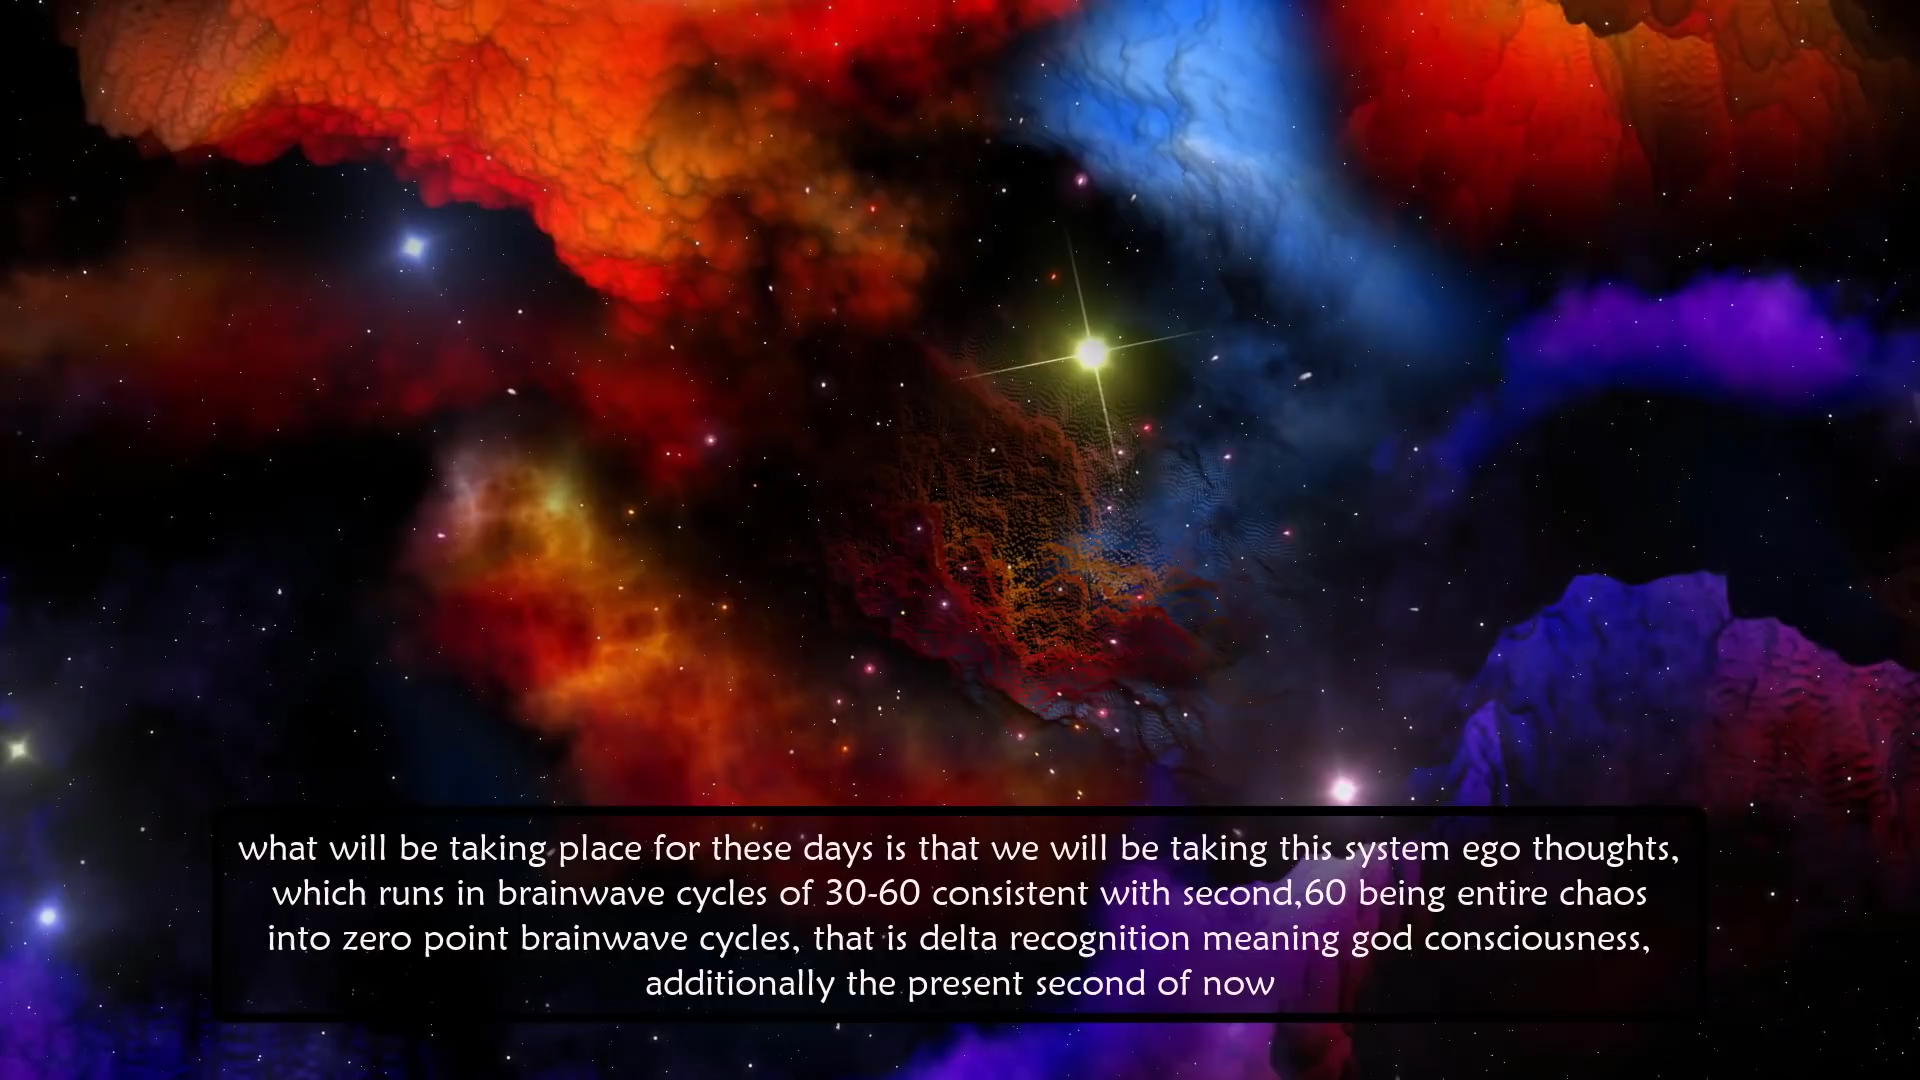 what will be taking place for these days is that we will be taking this system ego thoughts,
which runs in brainwave cycles of 30-60 consistent with second,60 being entire chaos
into zero point brainwave cycles, that is delta recognition meaning god consciousness,
additionally the present second of now